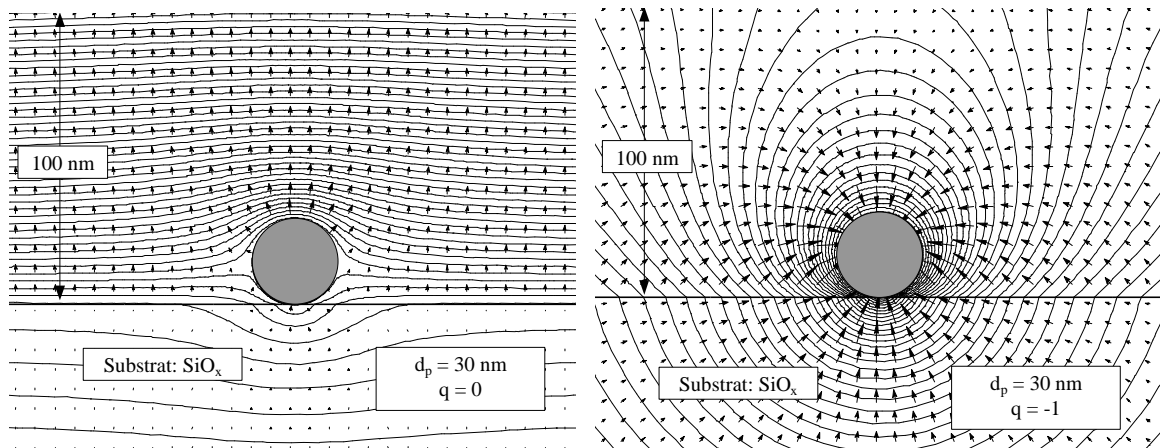 100 nm
Substrat: SiOₓ
dₚ = 30 nm
q = 0
100 nm
Substrat: SiOₓ
dₚ = 30 nm
q = -1